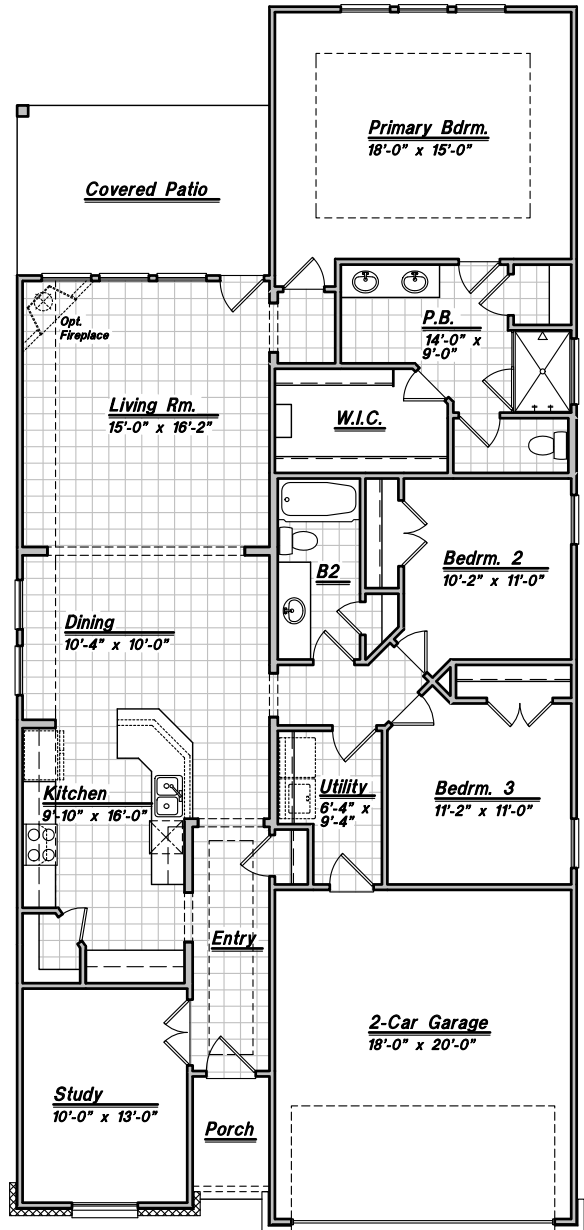 Primary Bdrm.
18'-0" x 15'-0"
Covered Patio
Opt.
Fireplace
P.B.
14'-0" x
9'-0"
Living Rm.
15'-0" x 16'-2"
W.I.C.
Bedrm. 2
10'-2" x 11'-0"
B2
Dining
10'-4" x 10'-0"
Kitchen
9'-10" x 16'-0"
Utility
6'-4" x
9'-4"
Bedrm. 3
11'-2" x 11'-0"
Entry
2-Car Garage
18'-0" x 20'-0"
Study
10'-0" x 13'-0"
Porch